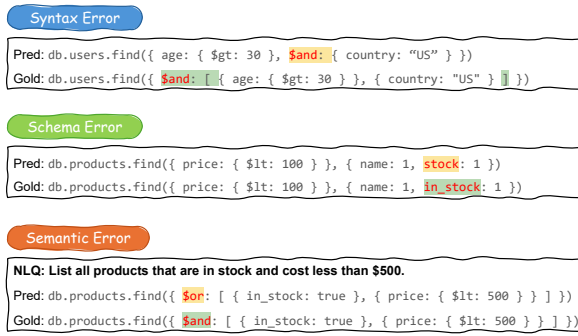 Syntax Error
Pred: db.users.find({ age: { $gt: 30 }, $and: { country: “US” } })
Gold: db.users.find({ $and: [ { age: { $gt: 30 } }, { country: "US" } ] })
Schema Error
Pred: db.products.find({ price: { $lt: 100 } }, { name: 1, stock: 1 })
Gold: db.products.find({ price: { $lt: 100 } }, { name: 1, in_stock: 1 })
Semantic Error
NLQ: List all products that are in stock and cost less than $500.
Pred: db.products.find({ $or: [ { in_stock: true }, { price: { $lt: 500 } } ] })
Gold: db.products.find({ $and: [ { in_stock: true }, { price: { $lt: 500 } } ] })